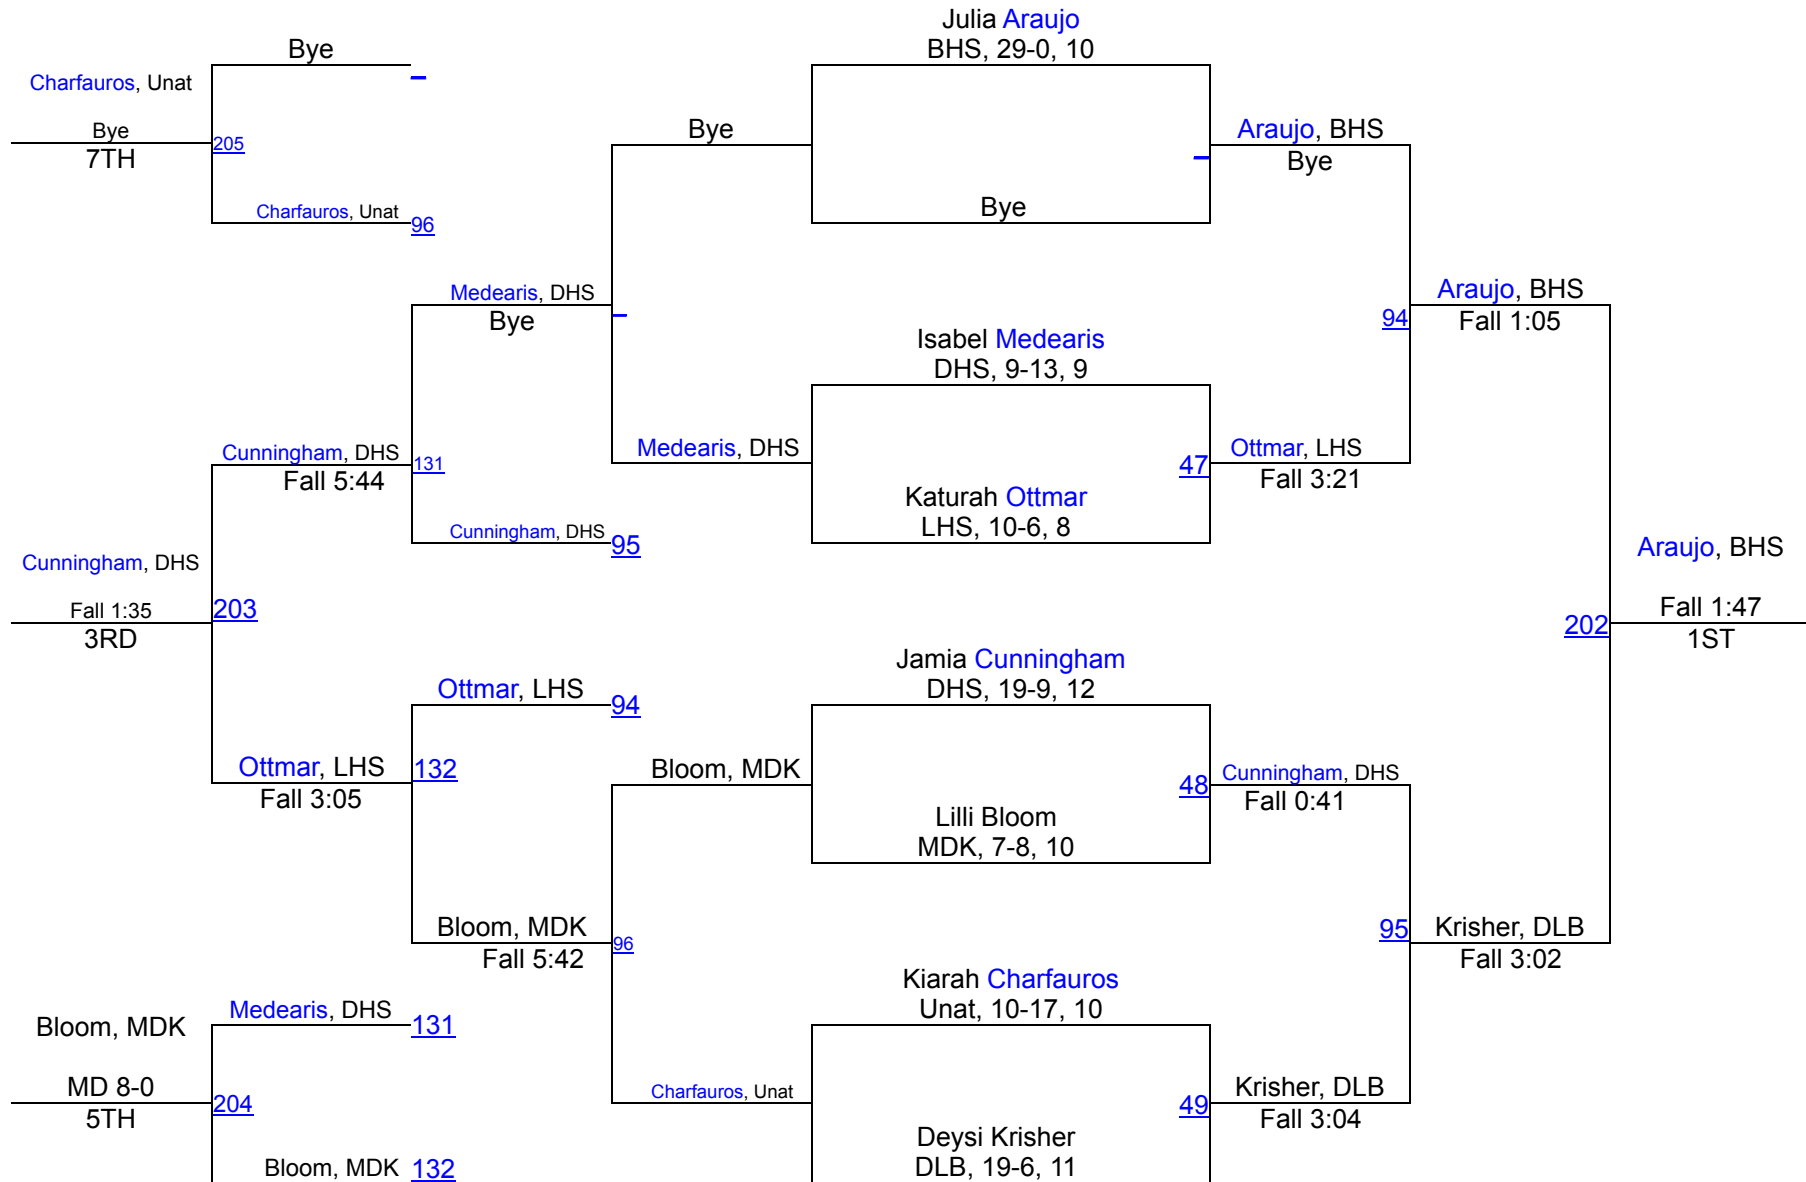 Julia Araujo
BHS, 29-0, 10
Bye
–
Charfauros, Unat
Bye
7TH
205
Charfauros, Unat
96
Bye
–
Araujo, BHS
Bye
Bye
Medearis, DHS
Bye
–
Araujo, BHS
Fall 1:05
94
Isabel Medearis
DHS, 9-13, 9
Medearis, DHS
47
Ottmar, LHS
Fall 3:21
Katurah Ottmar
LHS, 10-6, 8
Cunningham, DHS
Fall 5:44
131
Cunningham, DHS
95
Cunningham, DHS
Fall 1:35
3RD
203
Araujo, BHS
Fall 1:47
1ST
202
Jamia Cunningham
DHS, 19-9, 12
Ottmar, LHS
94
Ottmar, LHS
Fall 3:05
132
Bloom, MDK
48
Cunningham, DHS
Fall 0:41
Lilli Bloom
MDK, 7-8, 10
Bloom, MDK
Fall 5:42
96
95
Krisher, DLB
Fall 3:02
Kiarah Charfauros
Unat, 10-17, 10
Bloom, MDK
MD 8-0
5TH
204
Medearis, DHS
131
Charfauros, Unat
49
Krisher, DLB
Fall 3:04
Deysi Krisher
DLB, 19-6, 11
Bloom, MDK
132